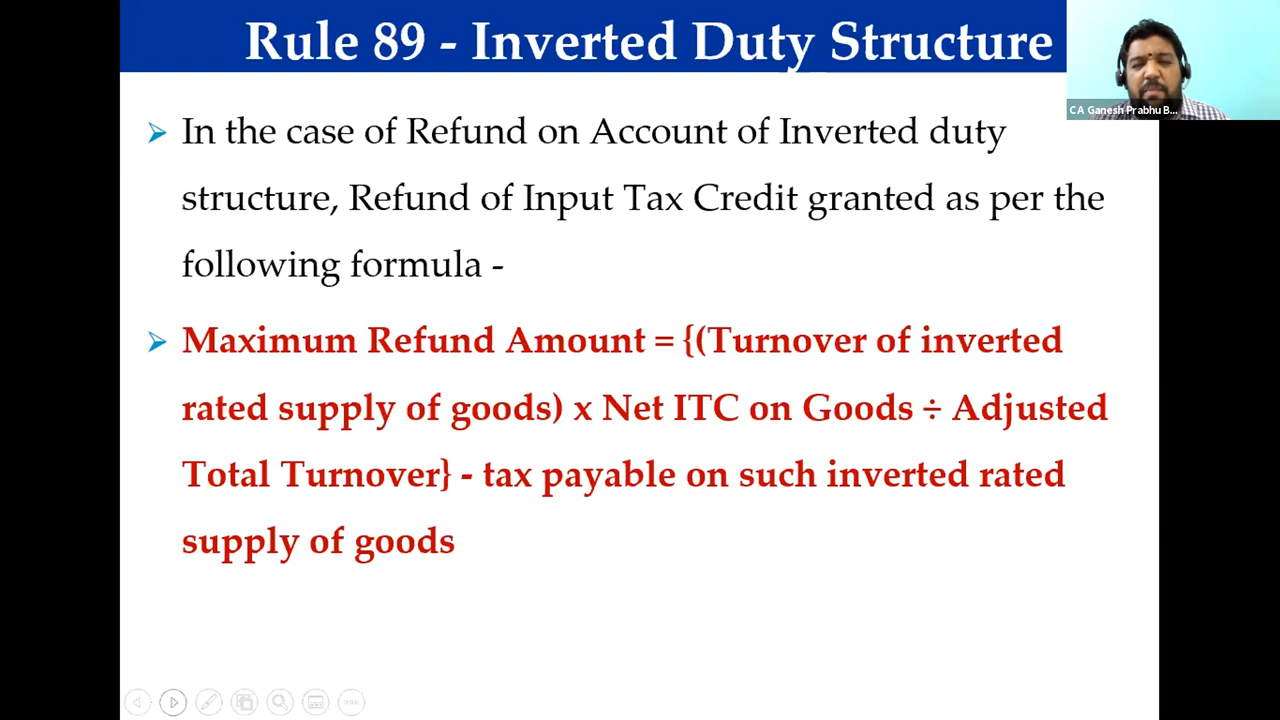 Rule 89 - Inverted Duty Structure
CA Ganesh Prabhu B...
In the case of Refund on Account of Inverted duty
structure, Refund of Input Tax Credit granted as per the
following formula -
Maximum Refund Amount = {(Turnover of inverted
rated supply of goods) x Net ITC on Goods ÷ Adjusted
Total Turnover} - tax payable on such inverted rated
supply of goods